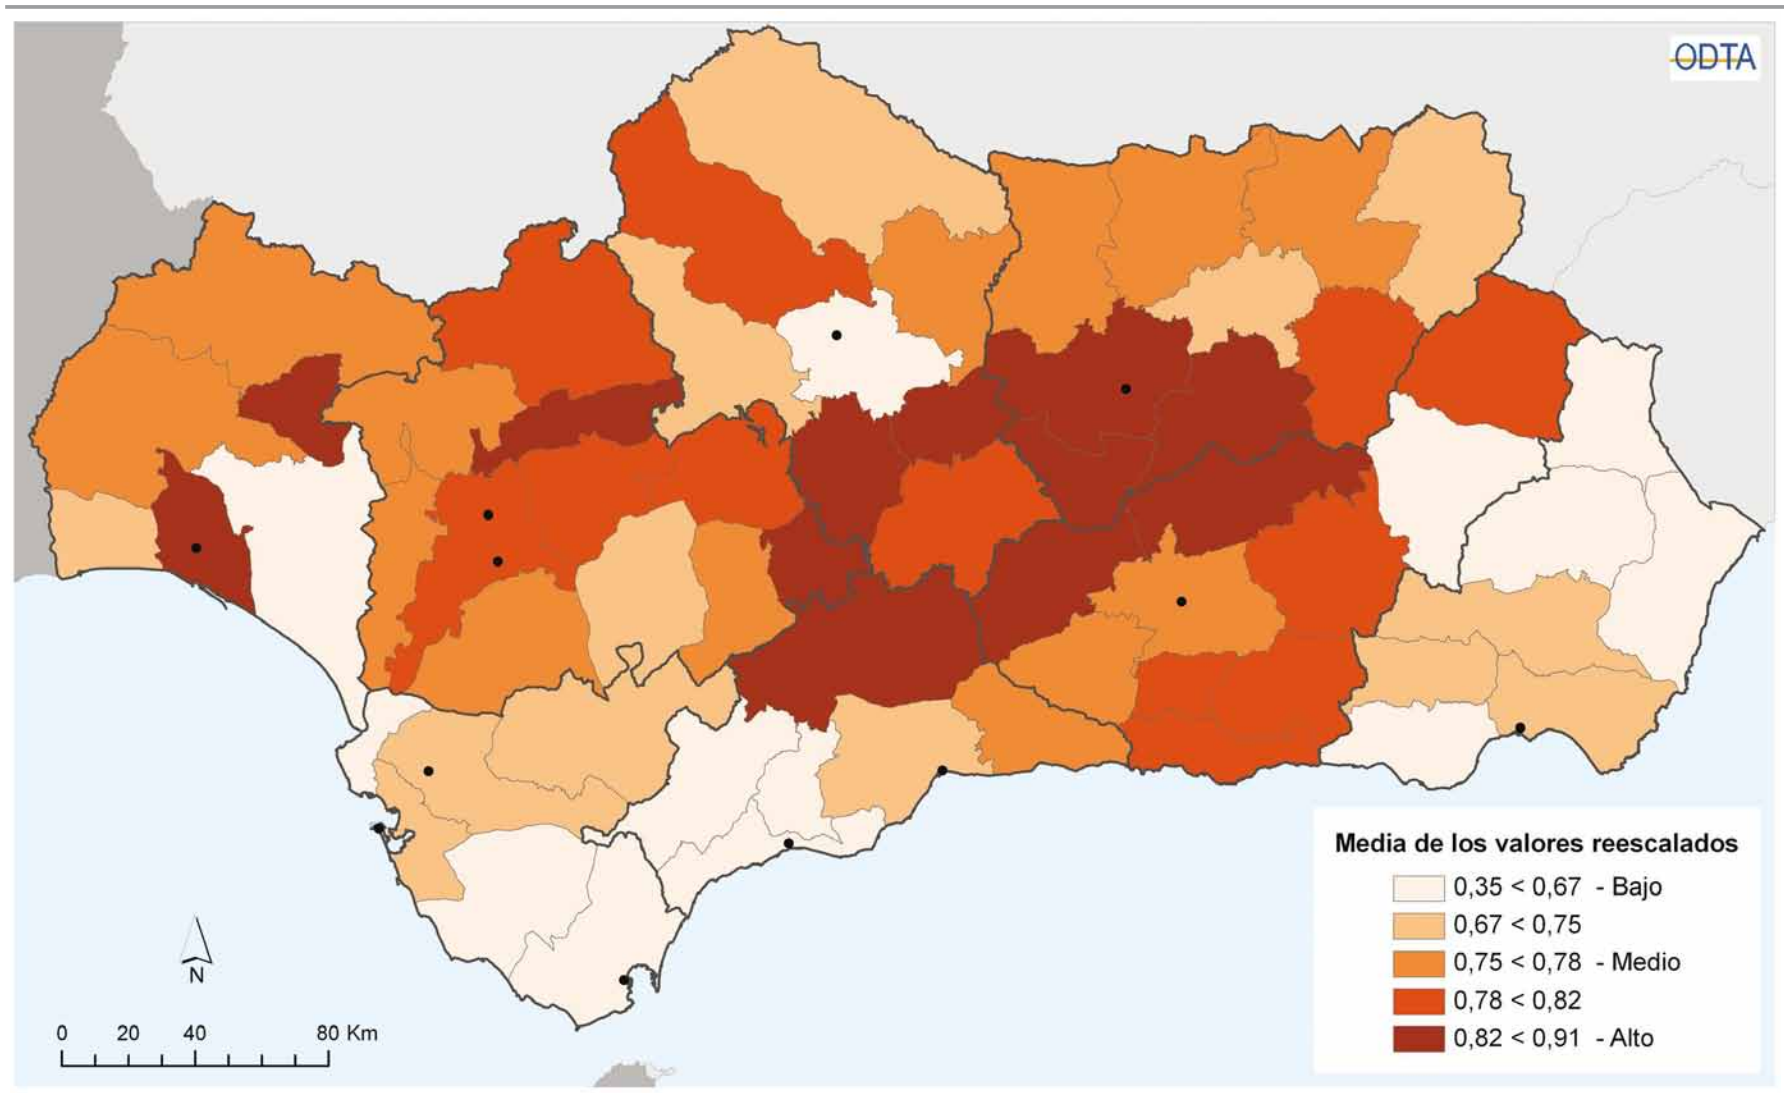 ODTA
Media de los valores reescalados
0,35 < 0,67 - Bajo
0,67 < 0,75
0,75 < 0,78 - Medio
0,78 < 0,82
0,82 < 0,91 - Alto
N
0 20 40 80 Km